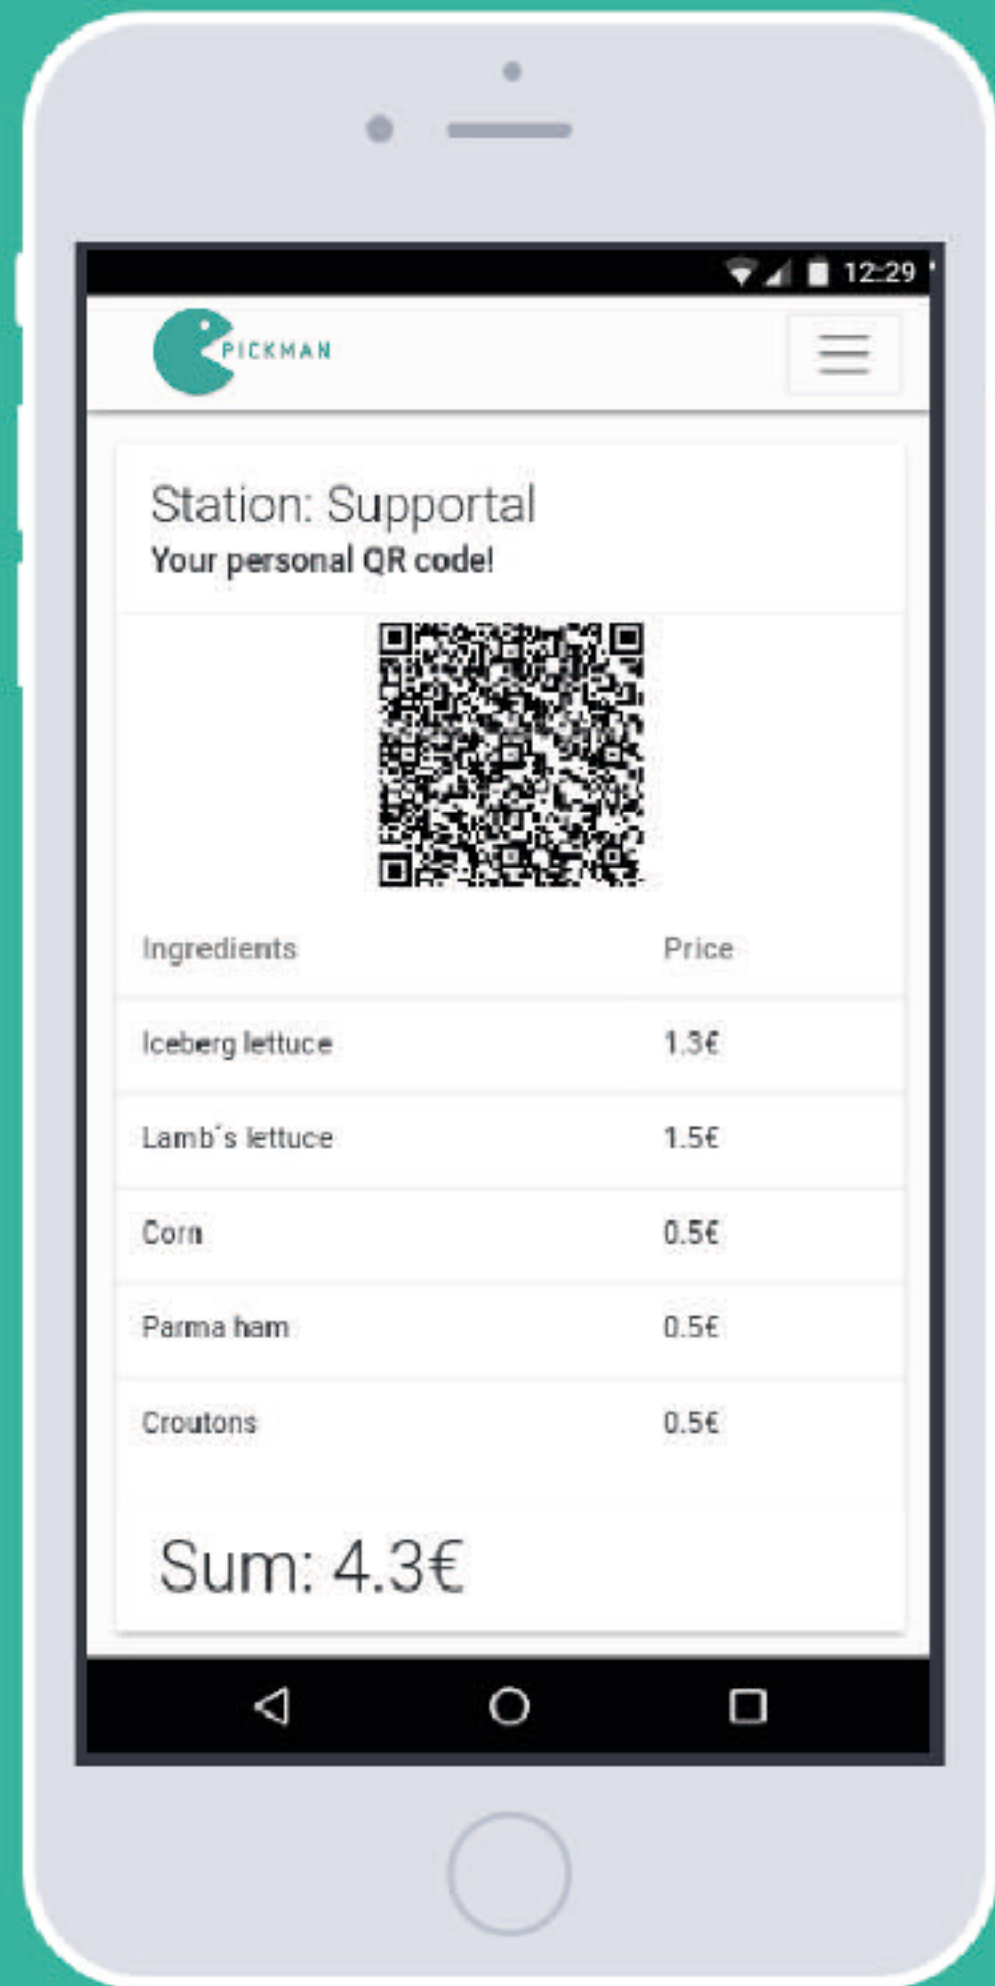 12:29
PICKMAN
Station: Supportal
Your personal QR code!
Ingredients Price
Iceberg lettuce 1.3€
Lamb´s lettuce 1.5€
Corn 0.5€
Parma ham 0.5€
Croutons 0.5€
Sum: 4.3€